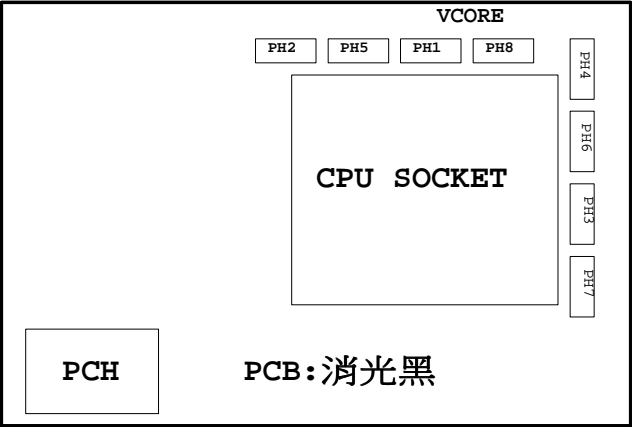 VCORE
PH2 PH5 PH1 PH8
PH4
PH6
CPU SOCKET
PH3
PH7
PCH
PCB:消光黑